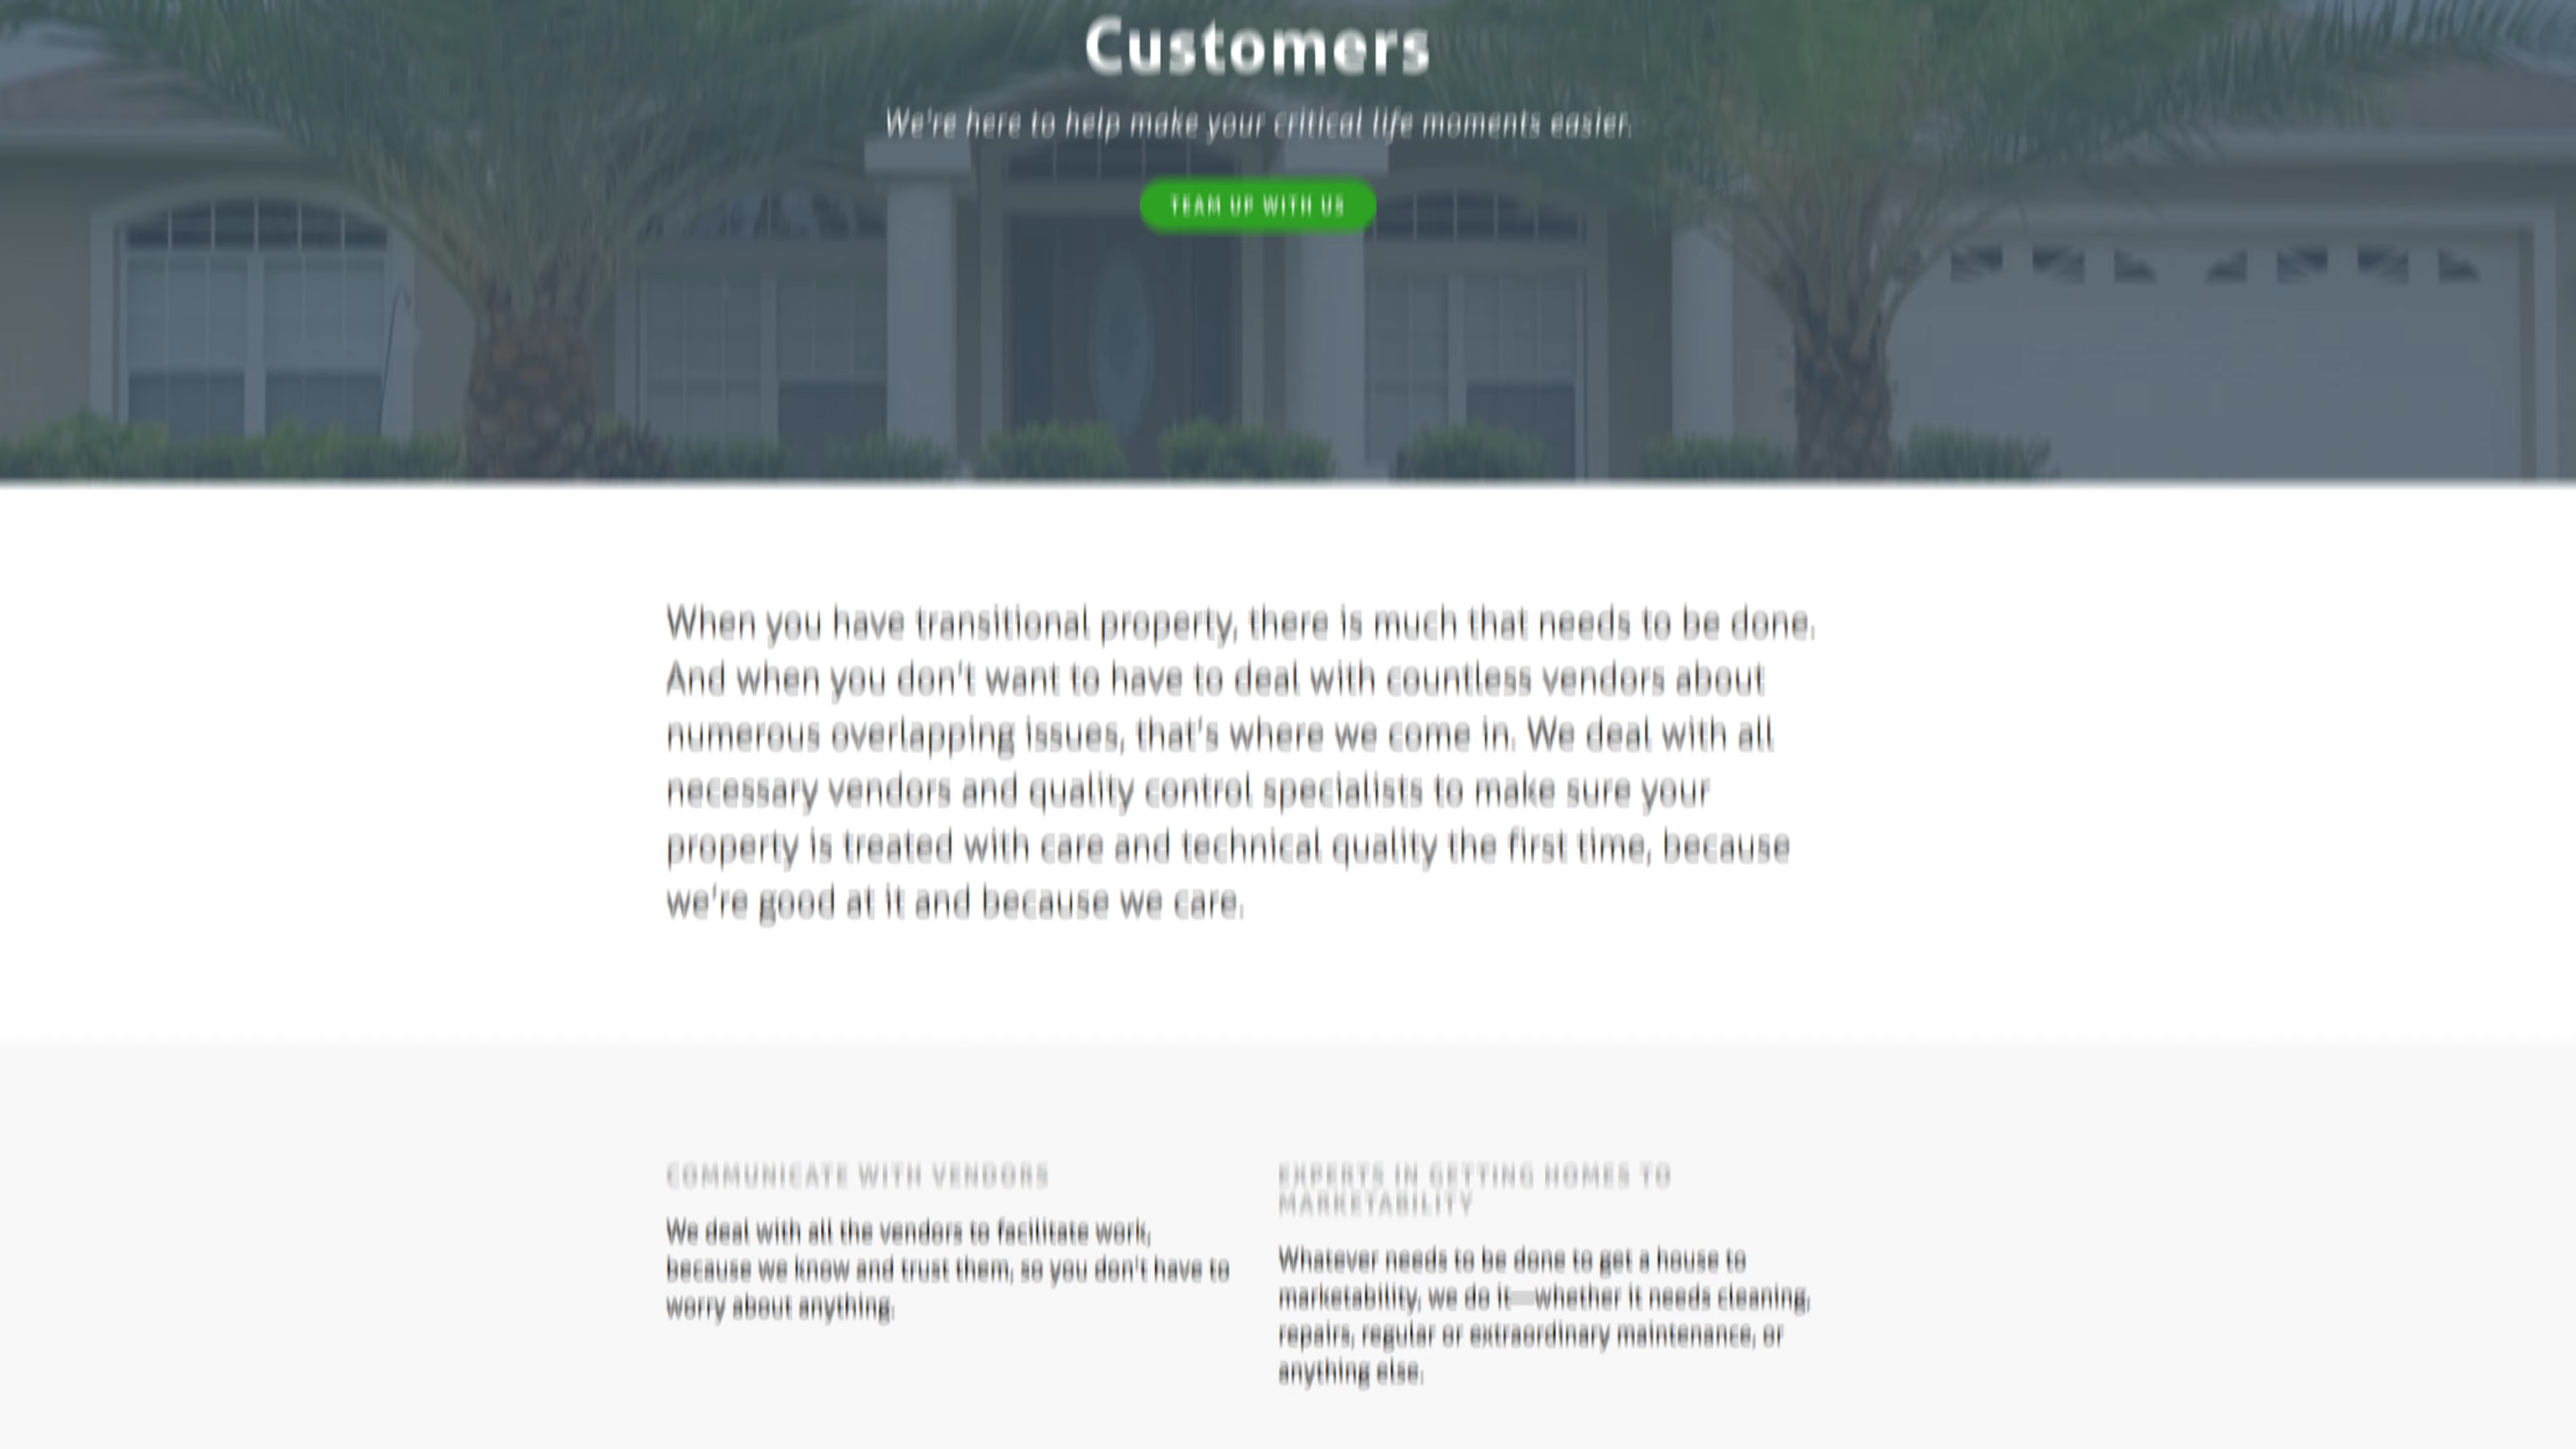 Customers
We're here to help make your critical life moments easier.
TEAM UP WITH US
When you have transitional property, there is much that needs to be done.
And when you don't want to have to deal with countless vendors about
numerous overlapping issues, that's where we come in. We deal with all
necessary vendors and quality control specialists to make sure your
property is treated with care and technical quality the first time, because
we're good at it and because we care.
COMMUNICATE WITH VENDORS
We deal with all the vendors to facilitate work,
because we know and trust them, so you don't have to
worry about anything.
EXPERTS IN GETTING HOMES TO
MARKETABILITY
Whatever needs to be done to get a house to
marketability, we do it—whether it needs cleaning,
repairs, regular or extraordinary maintenance, or
anything else.